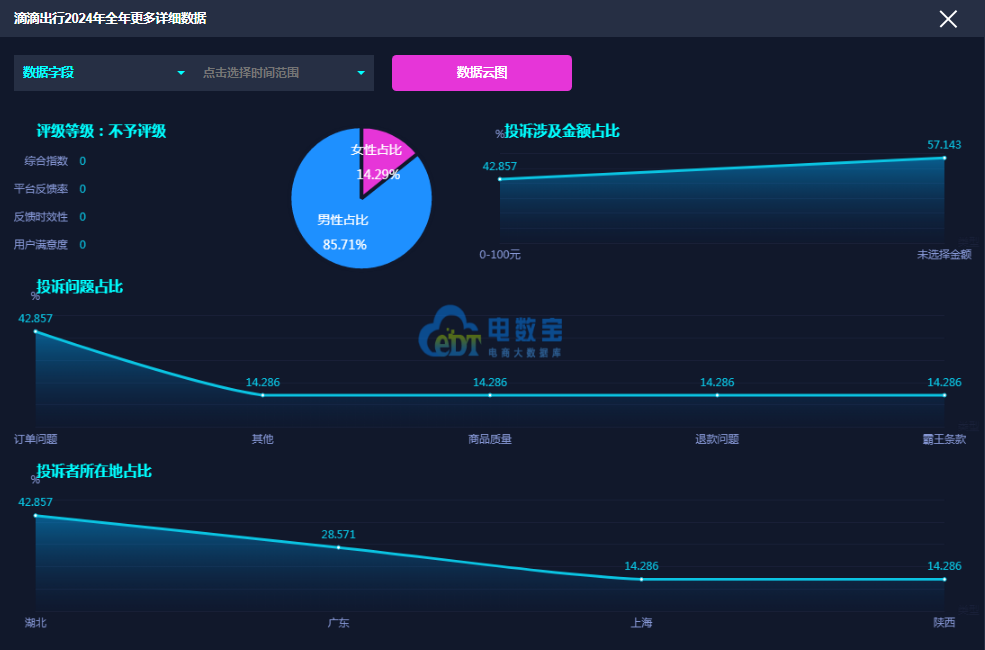 滴滴出行2024年全年更多详细数据
数据字段
点击选择时间范围
数据云图
评级等级：不予评级
综合指数 0
平台反馈率 0
反馈时效性 0
用户满意度 0
女性占比
14.29%
男性占比
85.71%
投诉涉及金额占比
%
42.857
57.143
0-100元
未选择金额
投诉问题占比
%
42.857
14.286
14.286
14.286
14.286
订单问题
其他
商品质量
退款问题
霸王条款
电数宝
eDT
电商大数据库
投诉者所在地占比
%
42.857
28.571
14.286
14.286
湖北
广东
上海
陕西